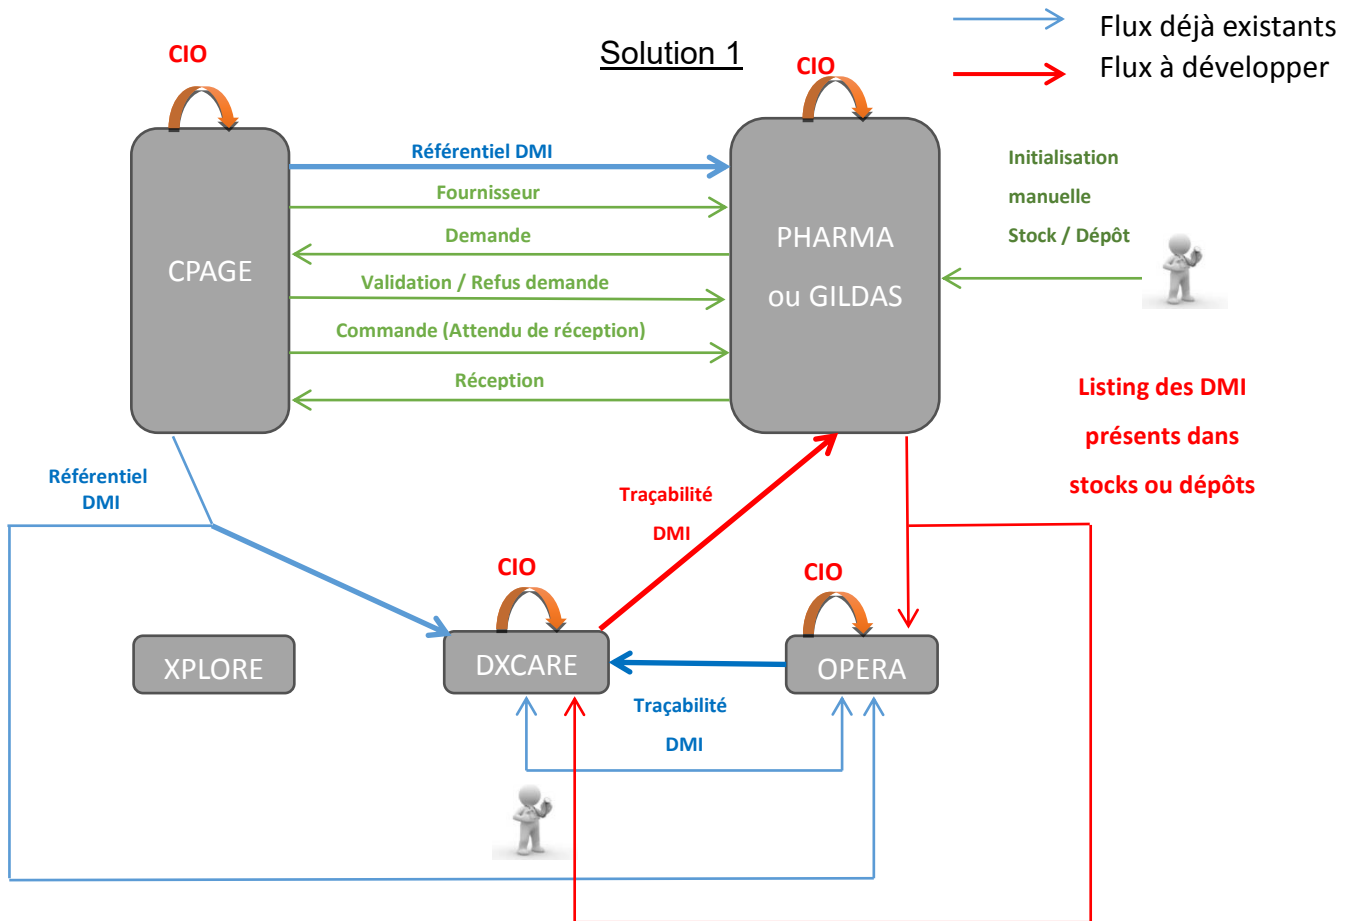 Solution 1
Flux déjà existants
Flux à développer
CIO
CIO
Référentiel DMI
Fournisseur
Demande
Validation / Refus demande
Commande (Attendu de réception)
Réception
CPAGE
PHARMA
ou GILDAS
Initialisation
manuelle
Stock / Dépôt
Listing des DMI
présents dans
stocks ou dépôts
Référentiel
DMI
Traçabilité
DMI
CIO
CIO
XPLORE
DXCARE
OPERA
Traçabilité
DMI